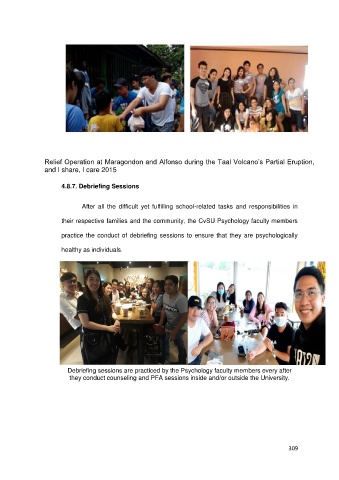 Relief Operation at Maragondon and Alfonso during the Taal Volcano's Partial Eruption,
and I share, I care 2015
4.8.7. Debriefing Sessions
After all the difficult yet fulfilling school-related tasks and responsibilities in
their respective families and the community, the CvSU Psychology faculty members
practice the conduct of debriefing sessions to ensure that they are psychologically
healthy as individuals.
Debriefing sessions are practiced by the Psychology faculty members every after
they conduct counseling and PFA sessions inside and/or outside the University.
309